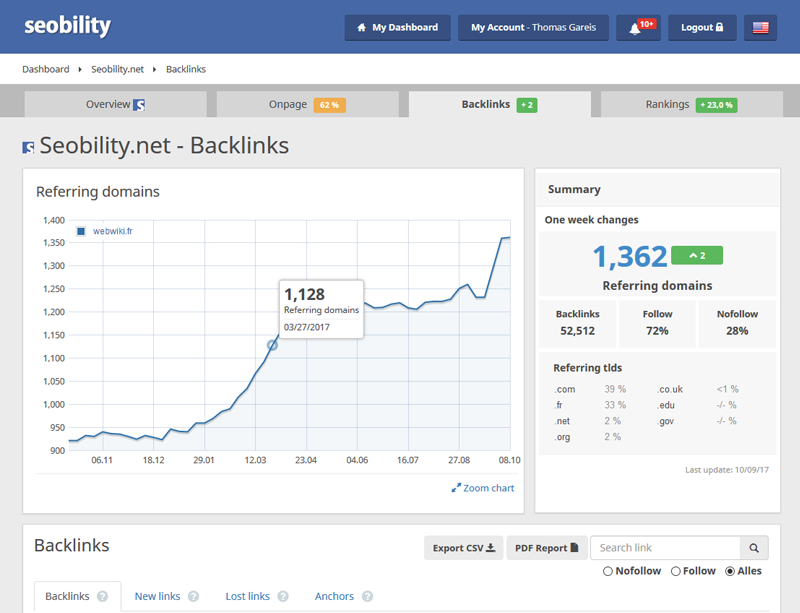 seobility
My Dashboard
My Account - Thomas Gareis
10+
Logout
Dashboard
Seobility.net
Backlinks
Overview
Onpage 62 %
Backlinks + 2
Rankings + 23,0 %
Seobility.net - Backlinks
Referring domains
1,400
1,350
1,300
1,250
1,200
1,150
1,100
1,050
1,000
950
900
webwiki.fr
1,128
Referring domains
03/27/2017
06.11 18.12 29.01 12.03 23.04 04.06 16.07 27.08 08.10
Zoom chart
Summary
One week changes
1,362 2
Referring domains
Backlinks
52,512
Follow
72%
Nofollow
28%
Referring tlds
.com 39 % .co.uk <1 %
.fr 33 % .edu -/- %
.net 2 % .gov -/- %
.org 2 %
Last update: 10/09/17
Backlinks
Export CSV
PDF Report
Search link
Nofollow Follow Alles
Backlinks ? New links ? Lost links ? Anchors ?